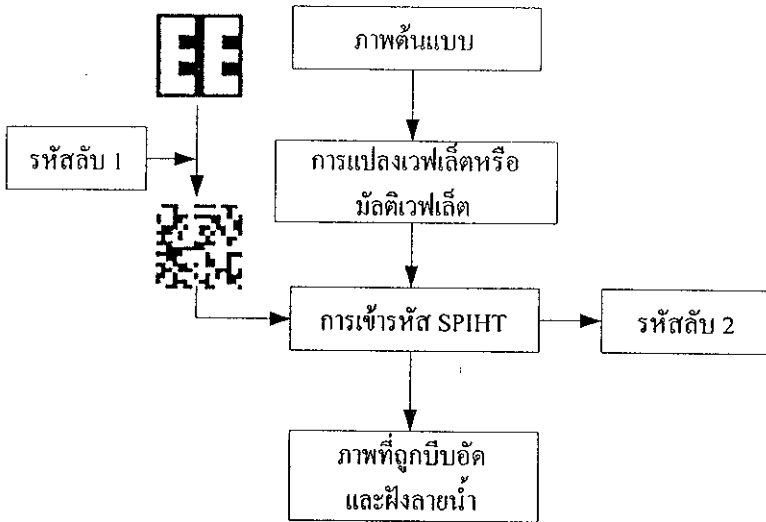 EE
ภาพต้นแบบ
รหัสลับ 1
การแปลงเวฟเล็ตหรือ
มัลติเวฟเล็ต
การเข้ารหัส SPIHT
รหัสลับ 2
ภาพที่ถูกบีบอัด
และฝังลายน้ำ